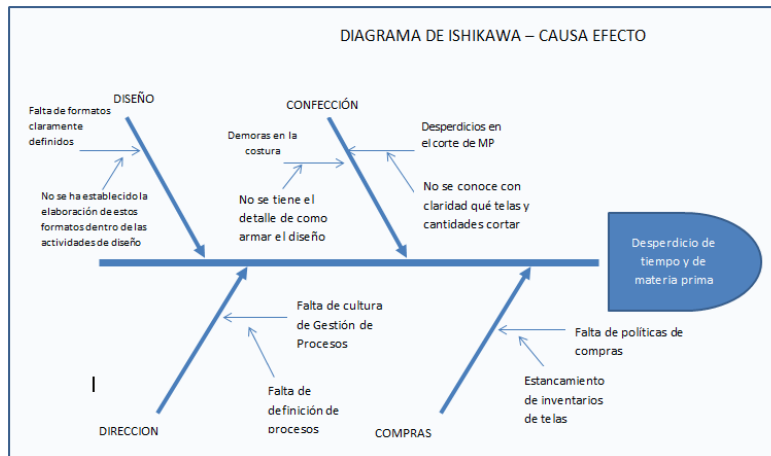 DIAGRAMA DE ISHIKAWA – CAUSA EFECTO
DISEÑO
Falta de formatos
claramente
definidos
No se ha establecido la
elaboración de estos
formatos dentro de las
actividades de diseño
CONFECCIÓN
Demoras en la
costura
No se tiene el
detalle de como
armar el diseño
Desperdicios en
el corte de MP
No se conoce con
claridad qué telas y
cantidades cortar
Desperdicio de
tiempo y de
materia prima
Falta de cultura
de Gestión de
Procesos
Falta de
definición de
procesos
DIRECCION
Falta de políticas de
compras
Estancamiento
de inventarios
de telas
COMPRAS
I